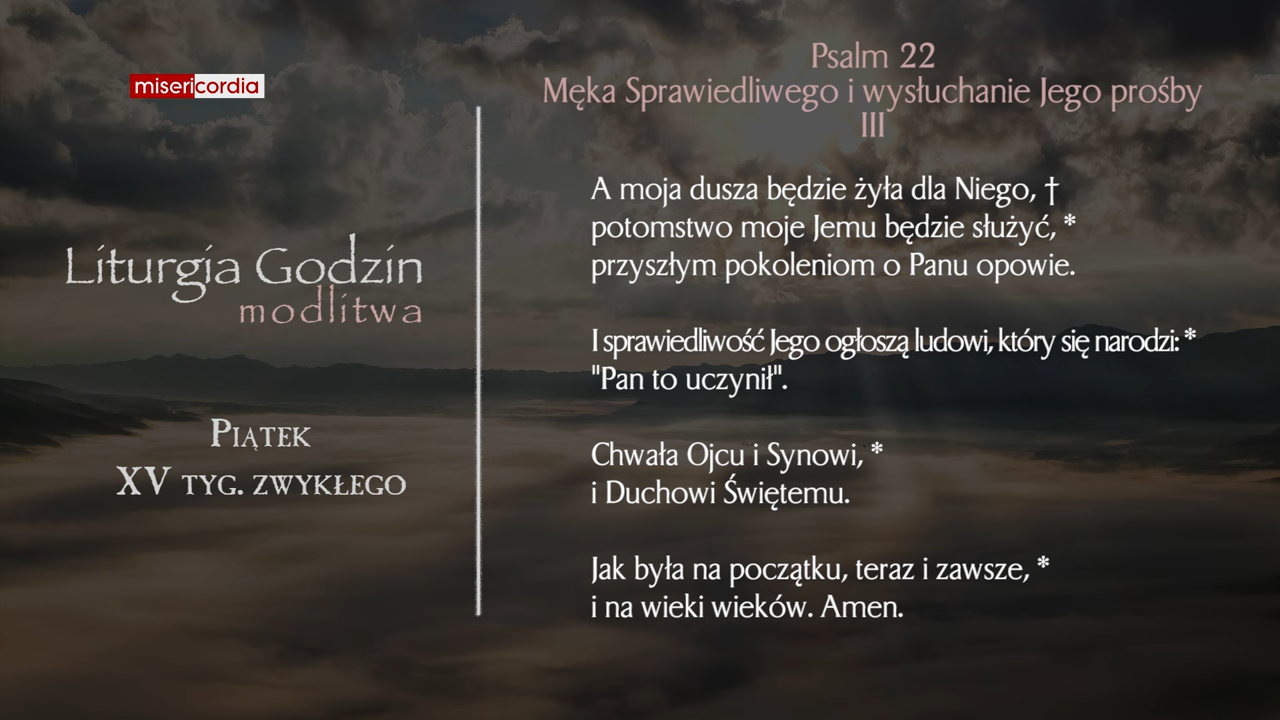 misericordia
Liturgia Godzin
modlitwa
Piątek
XV tyg. zwykłego
Psalm 22
Męka Sprawiedliwego i wysłuchanie Jego prośby
III
A moja dusza będzie żyła dla Niego, †
potomstwo moje Jemu będzie służyć, *
przyszłym pokoleniom o Panu opowie.
I sprawiedliwość Jego ogłoszą ludowi, który się narodzi: *
"Pan to uczynił".
Chwała Ojcu i Synowi, *
i Duchowi Świętemu.
Jak była na początku, teraz i zawsze, *
i na wieki wieków. Amen.